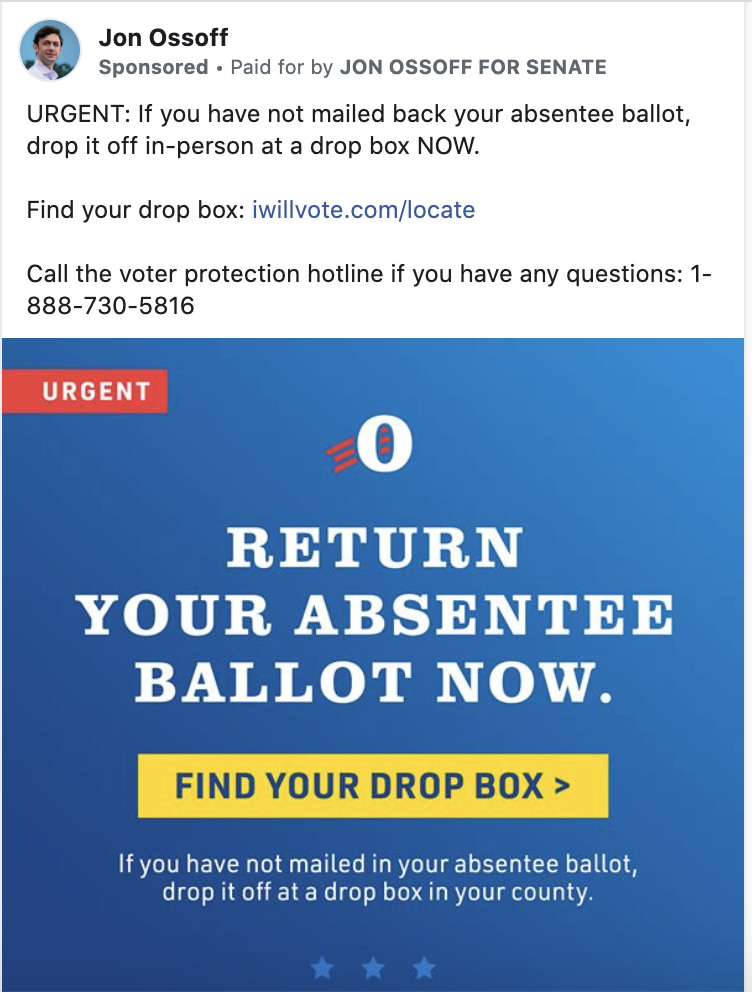 Jon Ossoff
Sponsored • Paid for by JON OSSOFF FOR SENATE
URGENT: If you have not mailed back your absentee ballot,
drop it off in-person at a drop box NOW.
Find your drop box: iwillvote.com/locate
Call the voter protection hotline if you have any questions: 1-
888-730-5816
URGENT
O
RETURN
YOUR ABSENTEE
BALLOT NOW.
FIND YOUR DROP BOX >
If you have not mailed in your absentee ballot,
drop it off at a drop box in your county.